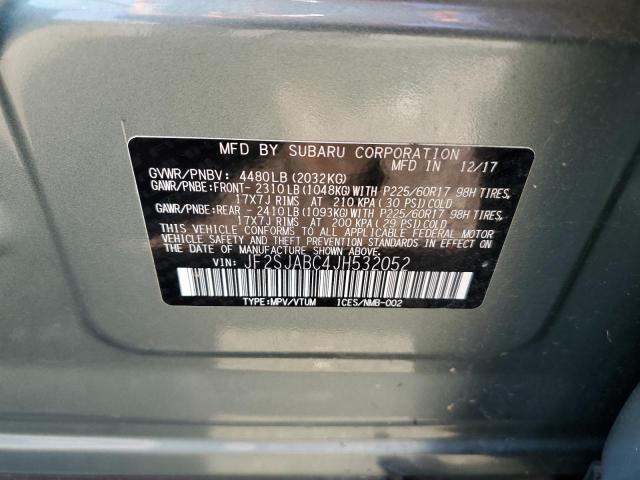 MFD BY SUBARU CORPORATION
MFD IN 12/17
GVWR/PNBV: 4480LB (2032KG)
GAWR/PNBE:FRONT- 2310LB (1048KG) WITH P225/60R17 98H TIRES,
17X7J RIMS AT 210 KPA (30 PSI) COLD
GAWR/PNBE:REAR - 2410LB (1093KG) WITH P225/60R17 98H TIRES,
17X7J RIMS AT 200 KPA (29 PSI) COLD
THIS VEHICLE CONFORMS TO ALL APPLICABLE FEDERAL MOTOR
VEHICLE SAFETY AND THEFT PREVENTION STANDARDS IN EFFECT
ON THE DATE OF MANUFACTURE SHOWN ABOVE.
VIN: JF2SJABC4JH532052
TYPE:MPV/VTUM ICES/NMB-002